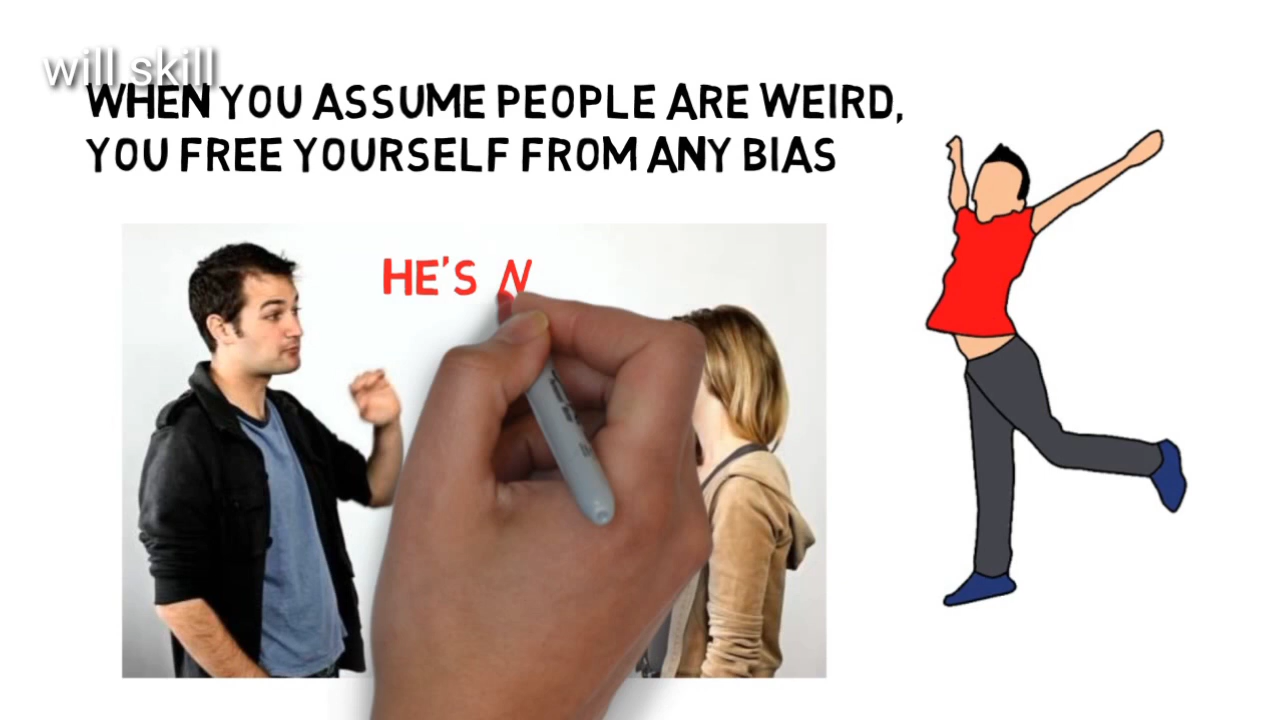 will skill
WHEN YOU ASSUME PEOPLE ARE WEIRD,
YOU FREE YOURSELF FROM ANY BIAS
HE'S N